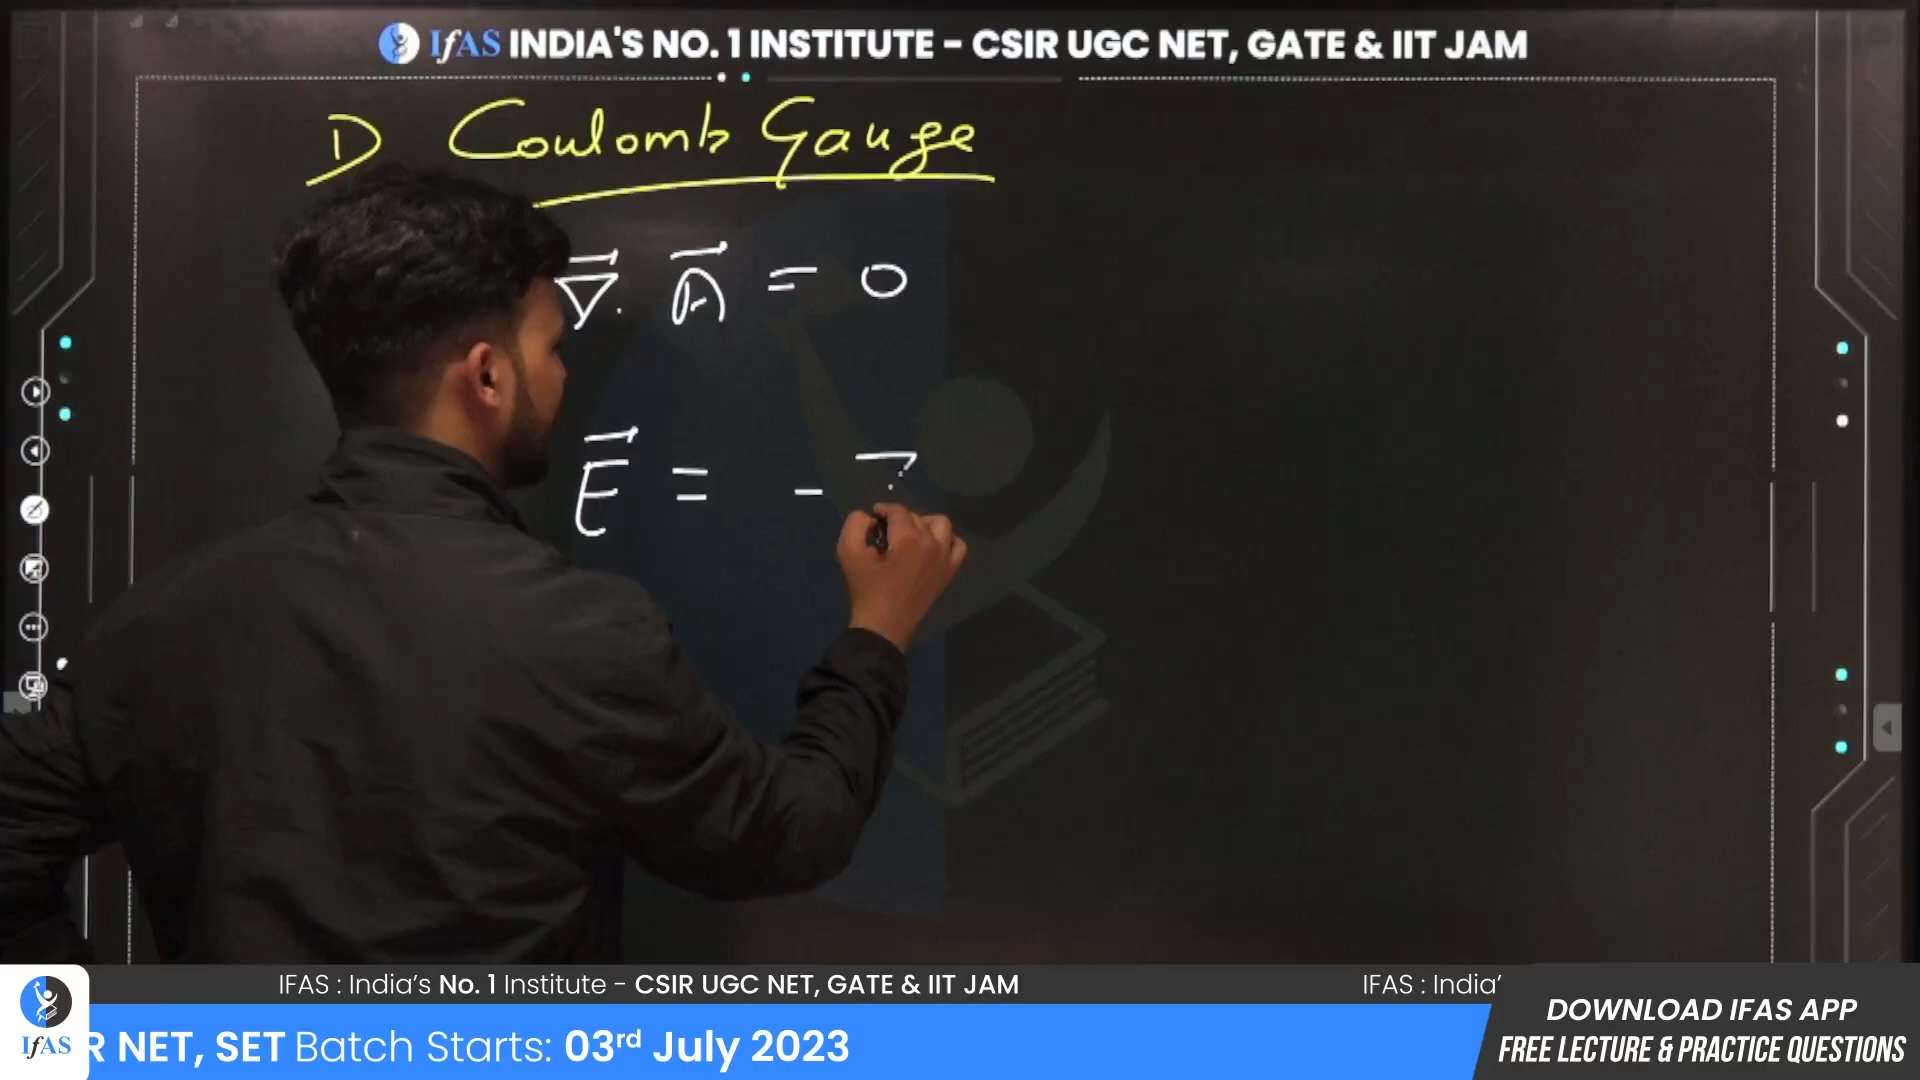 IfAS INDIA'S NO. 1 INSTITUTE - CSIR UGC NET, GATE & IIT JAM
1) Coulomb Gauge
∇⃗. A⃗ = 0
E⃗ = -
IFAS : India's No. 1 Institute - CSIR UGC NET, GATE & IIT JAM
IFAS : India'
DOWNLOAD IFAS APP
FREE LECTURE & PRACTICE QUESTIONS
IfAS
R NET, SET Batch Starts: 03rd July 2023